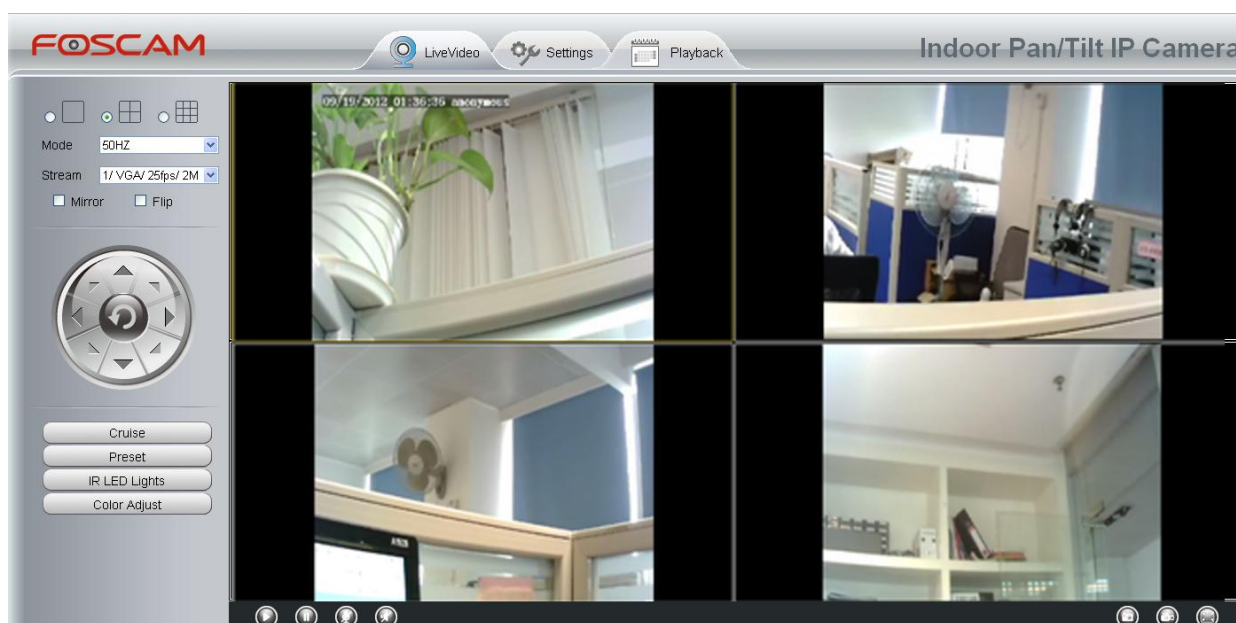 FOSCAM
LiveVideo
Settings
Playback
Indoor Pan/Tilt IP Camera
Mode 50HZ
Stream 1/ VGA/ 25fps/ 2M
Mirror Flip
Cruise
Preset
IR LED Lights
Color Adjust
09/19/2012 01:36:36 anonymous